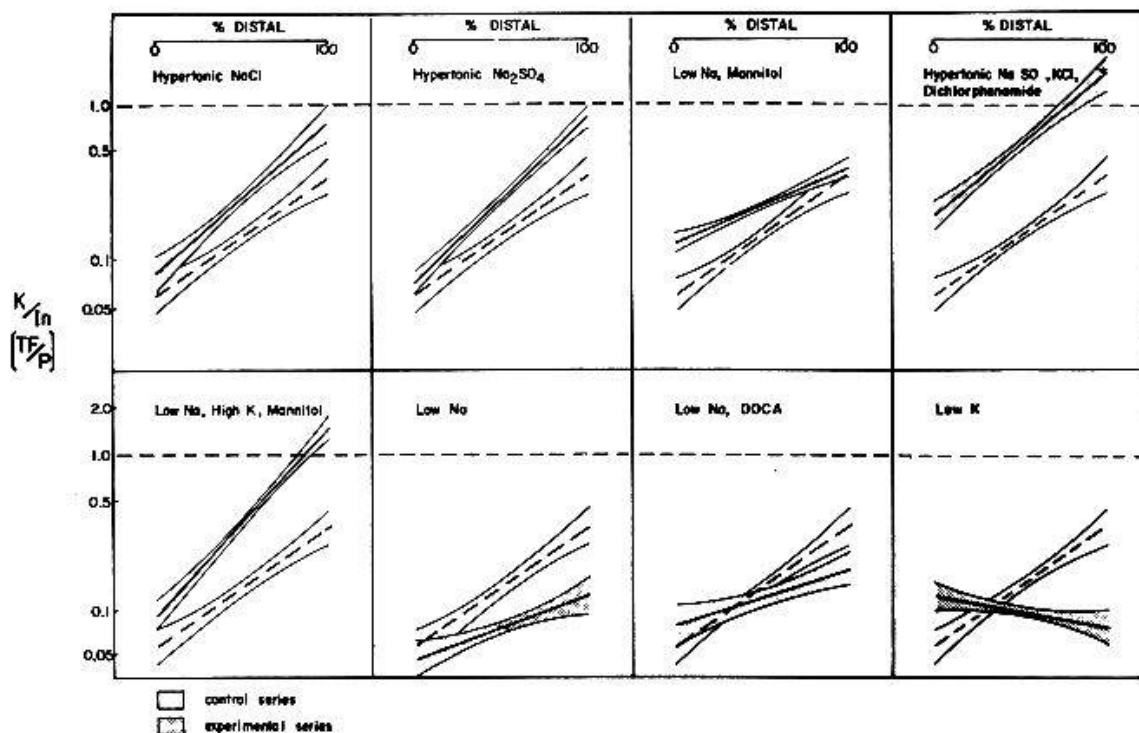 % DISTAL
0 100
Hypertonic NaCl
% DISTAL
0 100
Hypertonic Na2SO4
% DISTAL
0 100
Low Na, Mannitol
% DISTAL
0 100
Hypertonic Na SO , KCl,
Dichlorphenamide
1.0
0.5
0.1
0.05
K/In
[TF/P]
Low Na, High K, Mannitol
Low Na
Low Na, DOCA
Low K
2.0
1.0
0.5
0.1
0.05
control series
experimental series